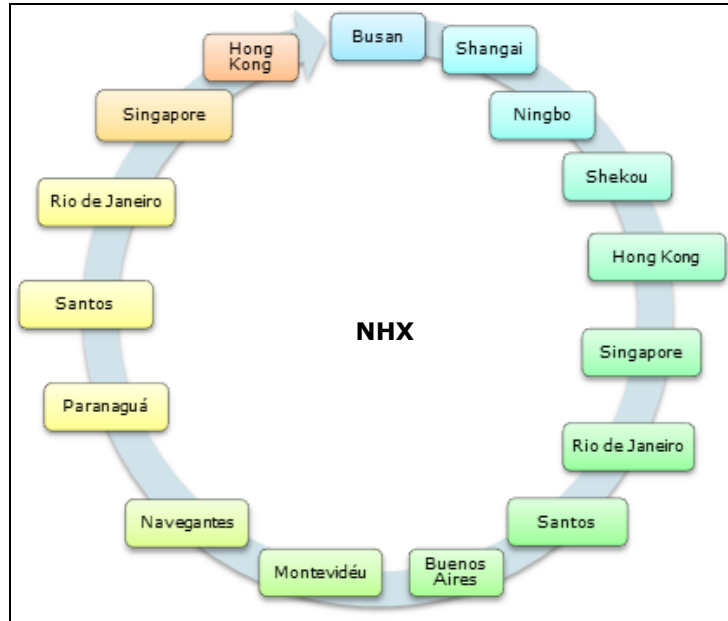 Busan
Shangai
Ningbo
Shekou
Hong Kong
Singapore
Rio de Janeiro
Santos
Buenos
Aires
Montevidéu
Navegantes
Paranaguá
Santos
Rio de Janeiro
Singapore
Hong
Kong
NHX